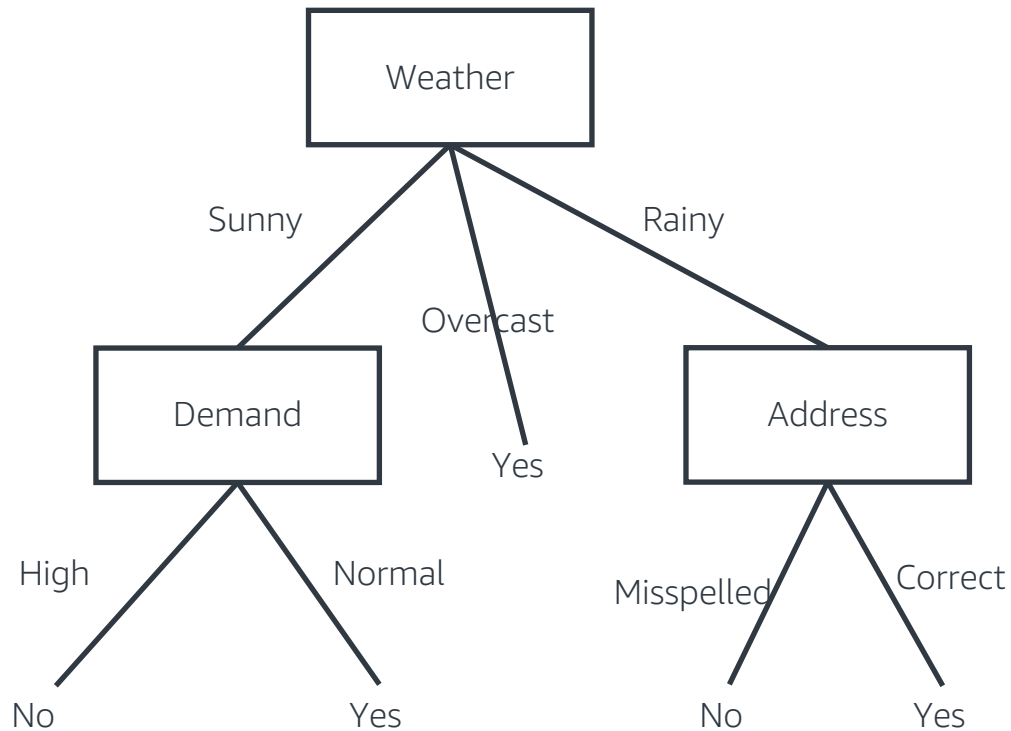 Weather
Sunny
Rainy
Overcast
Demand
Address
Yes
High
Normal
Misspelled
Correct
No
Yes
No
Yes